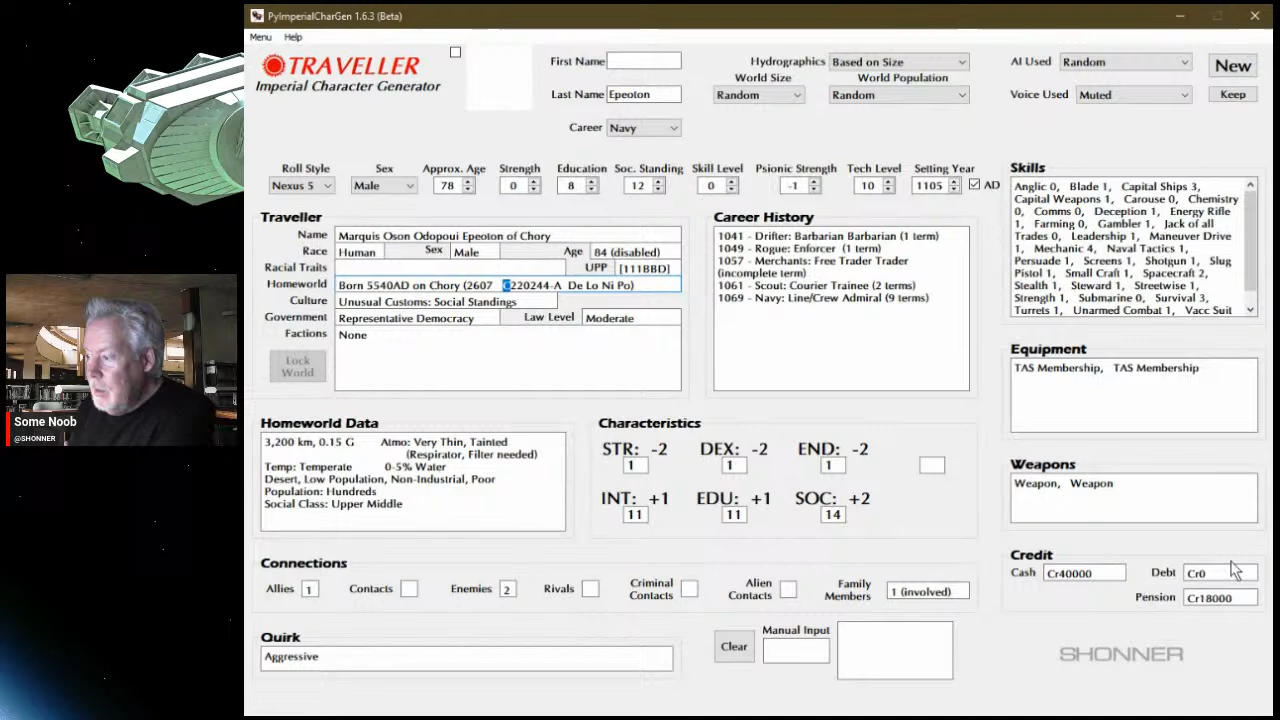 PyImperialCharGen 1.6.3 (Beta)
Menu Help
TRAVELLER
Imperial Character Generator
First Name
Last Name Epeoton
Career Navy
Hydrographics Based on Size
World Size World Population
Random Random
AI Used Random
Voice Used Muted
New
Keep
Roll Style Sex Approx. Age Strength Education Soc. Standing Skill Level Psionic Strength Tech Level Setting Year
Nexus 5 Male 78 0 8 12 0 -1 10 1105 AD
Traveller
Name Marquis Oson Odopoui Epeoton of Chory
Race Human Sex Male Age 84 (disabled)
Racial Traits UPP [111BBD]
Homeworld Born 5540AD on Chory (2607 C220244-A De Lo Ni Po)
Culture Unusual Customs: Social Standings
Government Representative Democracy Law Level Moderate
Factions None
Lock
World
Career History
1041 - Drifter: Barbarian Barbarian (1 term)
1049 - Rogue: Enforcer (1 term)
1057 - Merchants: Free Trader Trader
(incomplete term)
1061 - Scout: Courier Trainee (2 terms)
1069 - Navy: Line/Crew Admiral (9 terms)
Skills
Anglic 0, Blade 1, Capital Ships 3,
Capital Weapons 1, Carouse 0, Chemistry
0, Comms 0, Deception 1, Energy Rifle
1, Farming 0, Gambler 1, Jack of all
Trades 0, Leadership 1, Maneuver Drive
1, Mechanic 4, Naval Tactics 1,
Persuade 1, Screens 1, Shotgun 1, Slug
Pistol 1, Small Craft 1, Spacecraft 2,
Stealth 1, Steward 1, Streetwise 1,
Strength 1, Submarine 0, Survival 3,
Turrets 1, Unarmed Combat 1, Vacc Suit
Equipment
TAS Membership, TAS Membership
Weapons
Weapon, Weapon
Credit
Cash Cr40000 Debt Cr0
Pension Cr18000
Homeworld Data
3,200 km, 0.15 G Atmo: Very Thin, Tainted
(Respirator, Filter needed)
Temp: Temperate 0-5% Water
Desert, Low Population, Non-Industrial, Poor
Population: Hundreds
Social Class: Upper Middle
Characteristics
STR: -2 DEX: -2 END: -2
1 1 1
INT: +1 EDU: +1 SOC: +2
11 11 14
Connections
Allies 1 Contacts Enemies 2 Rivals Criminal Contacts Alien Contacts Family Members 1 (involved)
Quirk
Aggressive
Clear
Manual Input
SHONNER
Some Noob
@SHONNER